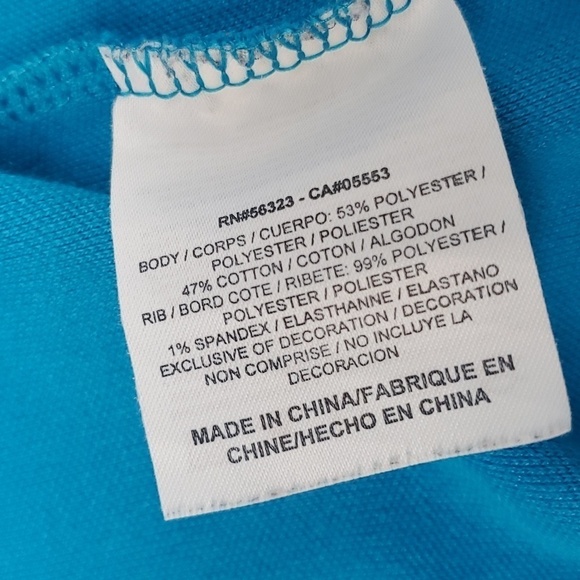 RN#56323 - CA#05553
BODY / CORPS / CUERPO: 53% POLYESTER /
POLYESTER / POLIESTER
47% COTTON / COTON / ALGODON
RIB / BORD COTE / RIBETE: 99% POLYESTER /
POLYESTER / POLIESTER
1% SPANDEX / ELASTHANNE / ELASTANO
EXCLUSIVE OF DECORATION / DECORATION
NON COMPRISE / NO INCLUYE LA
DECORACION
MADE IN CHINA/FABRIQUE EN
CHINE/HECHO EN CHINA